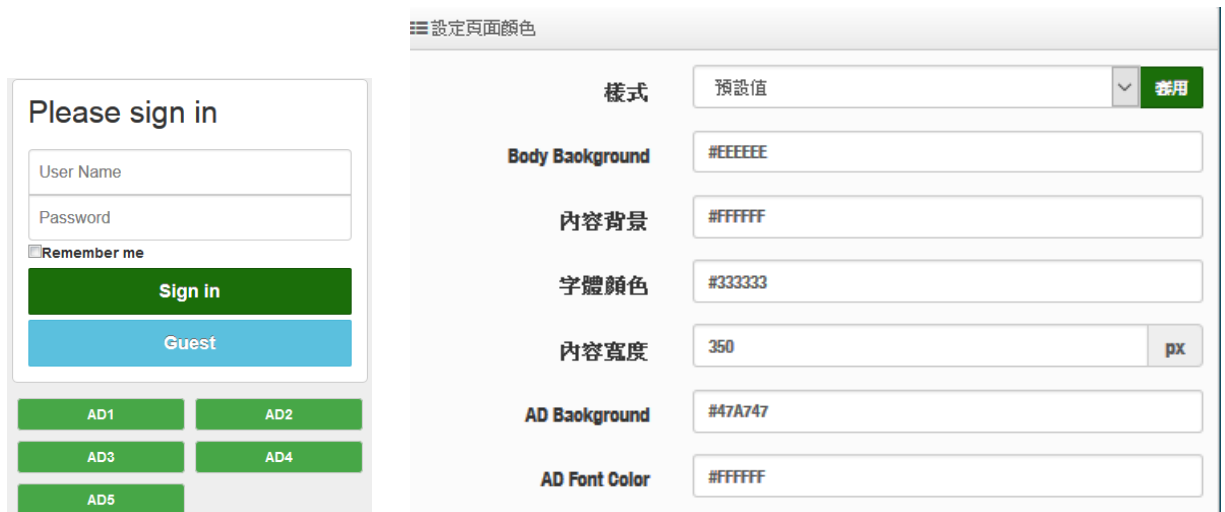 Please sign in
User Name
Password
Remember me
Sign in
Guest
AD1 AD2
AD3 AD4
AD5
設定頁面顏色
樣式 預設值 套用
Body Baokground #EEEEEE
內容背景 #FFFFFF
字體顏色 #333333
內容寬度 350 px
AD Baokground #47A747
AD Font Color #FFFFFF